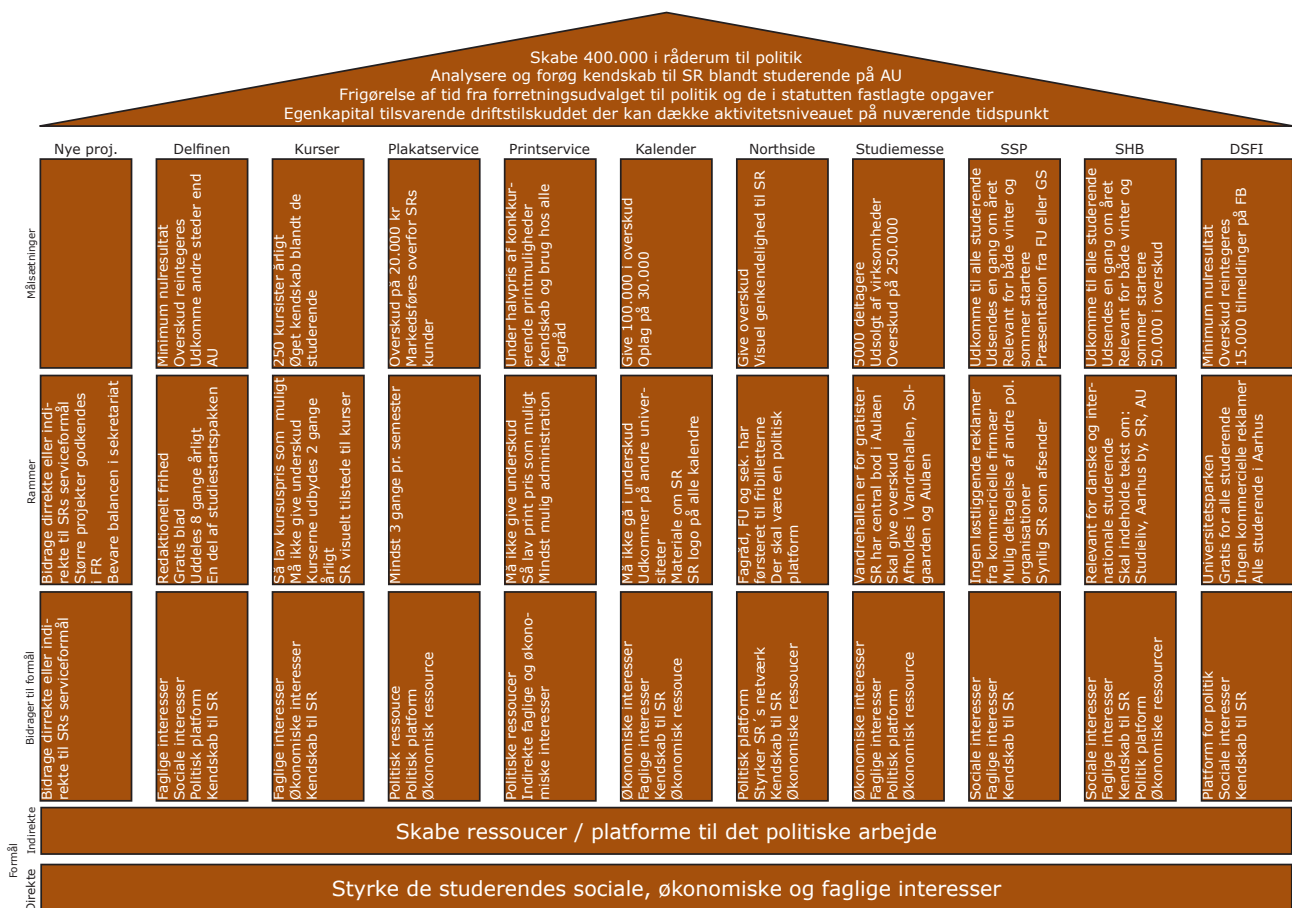 Skabe 400.000 i råderum til politik
Analysere og forøg kendskab til SR blandt studerende på AU
Frigørelse af tid fra forretningsudvalget til politik og de i statutten fastlagte opgaver
Egenkapital tilsvarende driftstilskuddet der kan dække aktivitetsniveauet på nuværende tidspunkt
Nye proj.
Delfinen
Kurser
Plakatservice
Printservice
Kalender
Northside
Studiemesse
SSP
SHB
DSFI
Målsætninger
Minimum nulresultat
Overskud reintegeres
Udkomme andre steder end
AU
250 kursister årligt
Øget kendskab blandt de
studerende
Overskud på 20.000 kr
Markedsføres overfor SRs
kunder
Under halvpris af konkkur-
erende printmuligheder
Kendskab og brug hos alle
fagråd
Give 100.000 i overskud
Oplag på 30.000
Give overskud
Visuel genkendelighed til SR
5000 deltagere
Udsolgt af virksomheder
Overskud på 250.000
Udkomme til alle studerende
Udsendes en gang om året
Relevant for både vinter og
sommer startere
Præsentation fra FU eller GS
Udkomme til alle studerende
Udsendes en gang om året
Relevant for både vinter og
sommer startere
50.000 i overskud
Minimum nulresultat
Overskud reintegeres
15.000 tilmeldinger på FB
Rammer
Bidrage dirrekte eller indi-
rekte til SRs serviceformål
Større projekter godkendes
i FR
Bevare balancen i sekretariat
Redaktionelt frihed
Gratis blad
Uddeles 8 gange årligt
En del af studiestartspakken
Så lav kursuspris som muligt
Må ikke give underskud
Kurserne udbydes 2 gange
årligt
SR visuelt tilstede til kurser
Mindst 3 gange pr. semester
Må ikke give underskud
Så lav print pris som muligt
Mindst mulig administration
Må ikke gå i underskud
Udkommer på andre univer-
siteter
Materiale om SR
SR logo på alle kalendre
Fagråd, FU og sek. har
førsteret til fribilletterne
Der skal være en politisk
platform
Vandrehallen er for gratister
SR har central bod i Aulaen
Skal give overskud
Afholdes i Vandrehallen, Sol-
gaarden og Aulaen
Ingen løstliggende reklamer
fra kommericielle firmaer
Mulig deltagelse af andre pol.
organisationer
Synlig SR som afsender
Relevant for danske og inter-
nationale studerende
Skal indeholde tekst om:
Studieliv, Aarhus by, SR, AU
Universitetsparken
Gratis for alle studerende
Ingen kommercielle reklamer
Alle studerende i Aarhus
Bidrager til formål
Bidrage dirrekte eller indi-
rekte til SRs serviceformål
Faglige interesser
Sociale interesser
Politisk platform
Kendskab til SR
Faglige interesser
Økonomiske interesser
Kendskab til SR
Politisk ressouce
Politisk platform
Økonomisk ressource
Politiske ressoucer
Indirekte faglige og økono-
miske interesser
Økonomiske interesser
Faglige interesser
Kendskab til SR
Økonomisk ressouce
Politisk platform
Styrker SR´s netværk
Kendskab til SR
Økonomiske ressoucer
Økonomiske interesser
Faglige interesser
Politisk platform
Økonomisk ressource
Sociale interesser
Faglige interesser
Kendskab til SR
Sociale interesser
Faglige interesser
Kendskab til SR
Politik platform
Økonomiske ressourcer
Platform for politik
Sociale interesser
Kendskab til SR
Formål
Indirekte
Skabe ressoucer / platforme til det politiske arbejde
Direkte
Styrke de studerendes sociale, økonomiske og faglige interesser